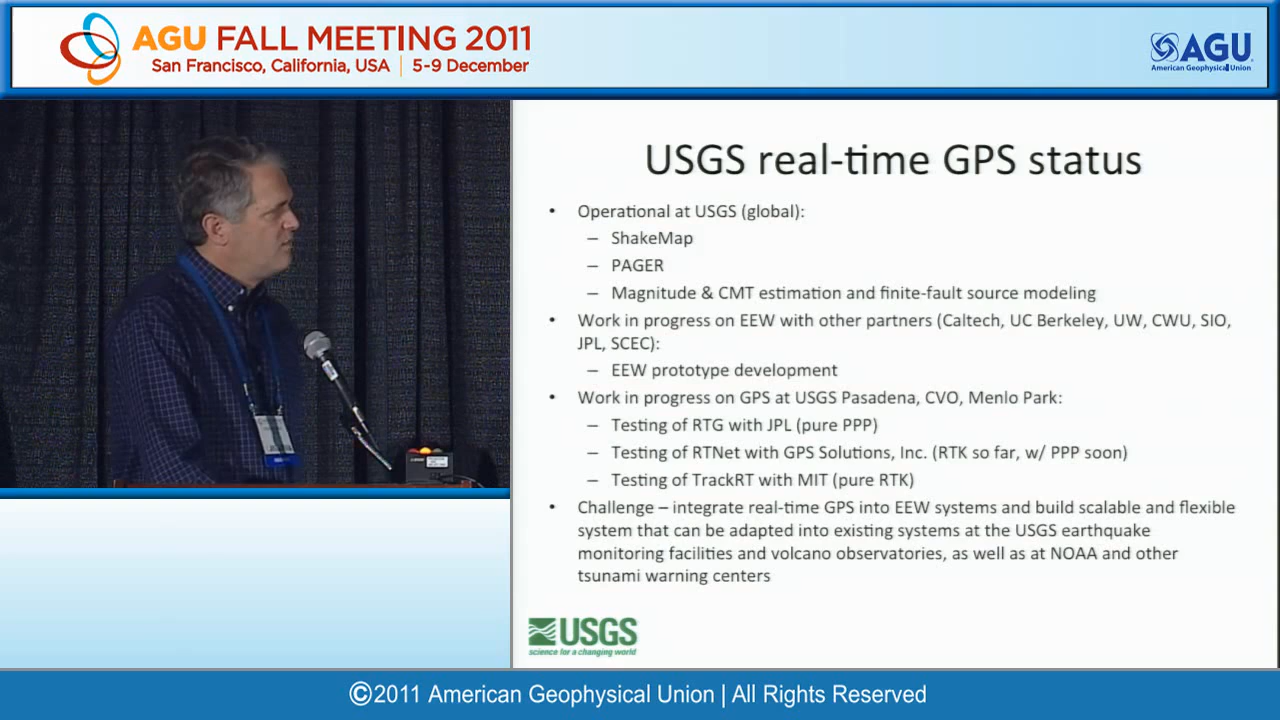 AGU FALL MEETING 2011
San Francisco, California, USA | 5-9 December
AGU
American Geophysical Union
USGS real-time GPS status
• Operational at USGS (global):
– ShakeMap
– PAGER
– Magnitude & CMT estimation and finite-fault source modeling
• Work in progress on EEW with other partners (Caltech, UC Berkeley, UW, CWU, SIO,
JPL, SCEC):
– EEW prototype development
• Work in progress on GPS at USGS Pasadena, CVO, Menlo Park:
– Testing of RTG with JPL (pure PPP)
– Testing of RTNet with GPS Solutions, Inc. (RTK so far, w/ PPP soon)
– Testing of TrackRT with MIT (pure RTK)
• Challenge – integrate real-time GPS into EEW systems and build scalable and flexible
system that can be adapted into existing systems at the USGS earthquake
monitoring facilities and volcano observatories, as well as at NOAA and other
tsunami warning centers
USGS
science for a changing world
©2011 American Geophysical Union | All Rights Reserved